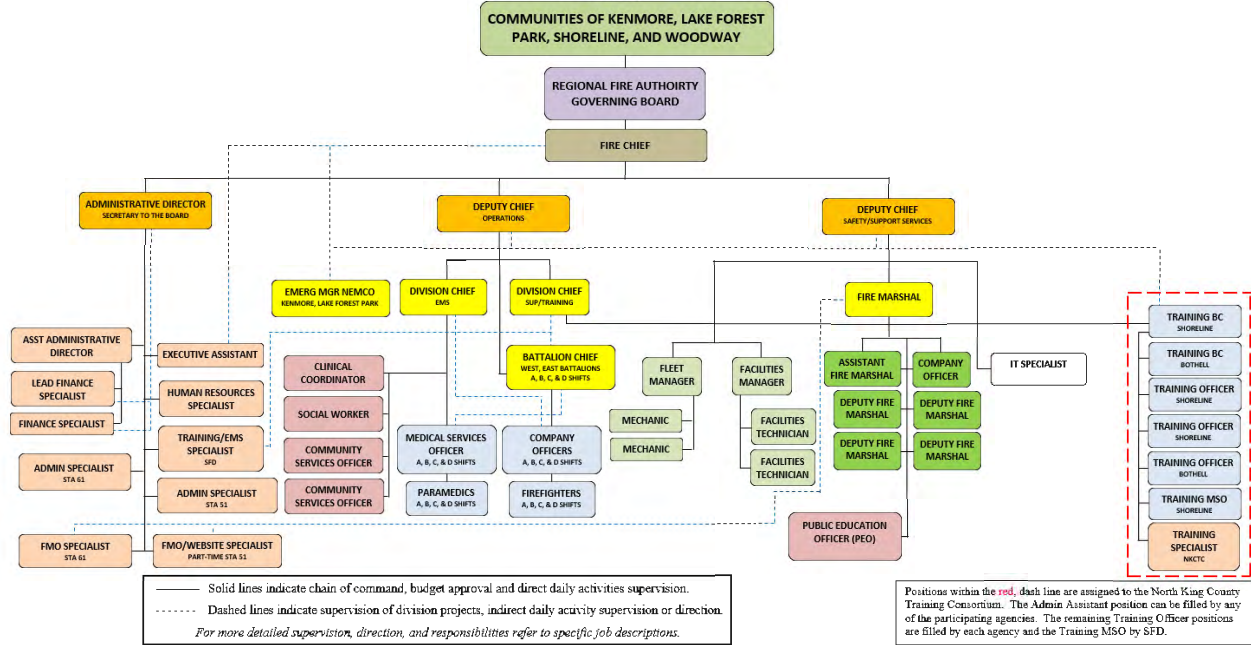 COMMUNITIES OF KENMORE, LAKE FOREST
PARK, SHORELINE, AND WOODWAY
REGIONAL FIRE AUTHOIRTY
GOVERNING BOARD
FIRE CHIEF
ADMINISTRATIVE DIRECTOR
SECRETARY TO THE BOARD
DEPUTY CHIEF
OPERATIONS
DEPUTY CHIEF
SAFETY/SUPPORT SERVICES
EMERG MGR NEMCO
KENMORE, LAKE FOREST PARK
DIVISION CHIEF
EMS
DIVISION CHIEF
SUP/TRAINING
FIRE MARSHAL
ASST ADMINISTRATIVE
DIRECTOR
EXECUTIVE ASSISTANT
LEAD FINANCE
SPECIALIST
HUMAN RESOURCES
SPECIALIST
FINANCE SPECIALIST
TRAINING/EMS
SPECIALIST
SFD
ADMIN SPECIALIST
STA 61
ADMIN SPECIALIST
STA 51
FMO SPECIALIST
STA 61
FMO/WEBSITE SPECIALIST
PART-TIME STA 51
CLINICAL
COORDINATOR
SOCIAL WORKER
COMMUNITY
SERVICES OFFICER
COMMUNITY
SERVICES OFFICER
BATTALION CHIEF
WEST, EAST BATTALIONS
A, B, C, & D SHIFTS
MEDICAL SERVICES
OFFICER
A, B, C, & D SHIFTS
COMPANY
OFFICERS
A, B, C, & D SHIFTS
PARAMEDICS
A, B, C, & D SHIFTS
FIREFIGHTERS
A, B, C, & D SHIFTS
FLEET
MANAGER
FACILITIES
MANAGER
MECHANIC
MECHANIC
FACILITIES
TECHNICIAN
FACILITIES
TECHNICIAN
ASSISTANT
FIRE MARSHAL
COMPANY
OFFICER
DEPUTY FIRE
MARSHAL
DEPUTY FIRE
MARSHAL
DEPUTY FIRE
MARSHAL
DEPUTY FIRE
MARSHAL
PUBLIC EDUCATION
OFFICER (PEO)
IT SPECIALIST
TRAINING BC
SHORELINE
TRAINING BC
BOTHELL
TRAINING OFFICER
SHORELINE
TRAINING OFFICER
SHORELINE
TRAINING OFFICER
BOTHELL
TRAINING MSO
SHORELINE
TRAINING
SPECIALIST
NKCTC
Solid lines indicate chain of command, budget approval and direct daily activities supervision.
Dashed lines indicate supervision of division projects, indirect daily activity supervision or direction.
For more detailed supervision, direction, and responsibilities refer to specific job descriptions.
Positions within the red, dash line are assigned to the North King County
Training Consortium. The Admin Assistant position can be filled by any
of the participating agencies. The remaining Training Officer positions
are filled by each agency and the Training MSO by SFD.